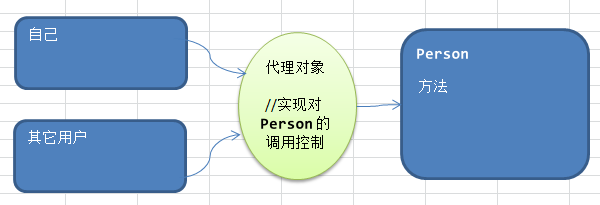 自己
其它用户
代理对象
//实现对
Person 的
调用控制
Person
方法